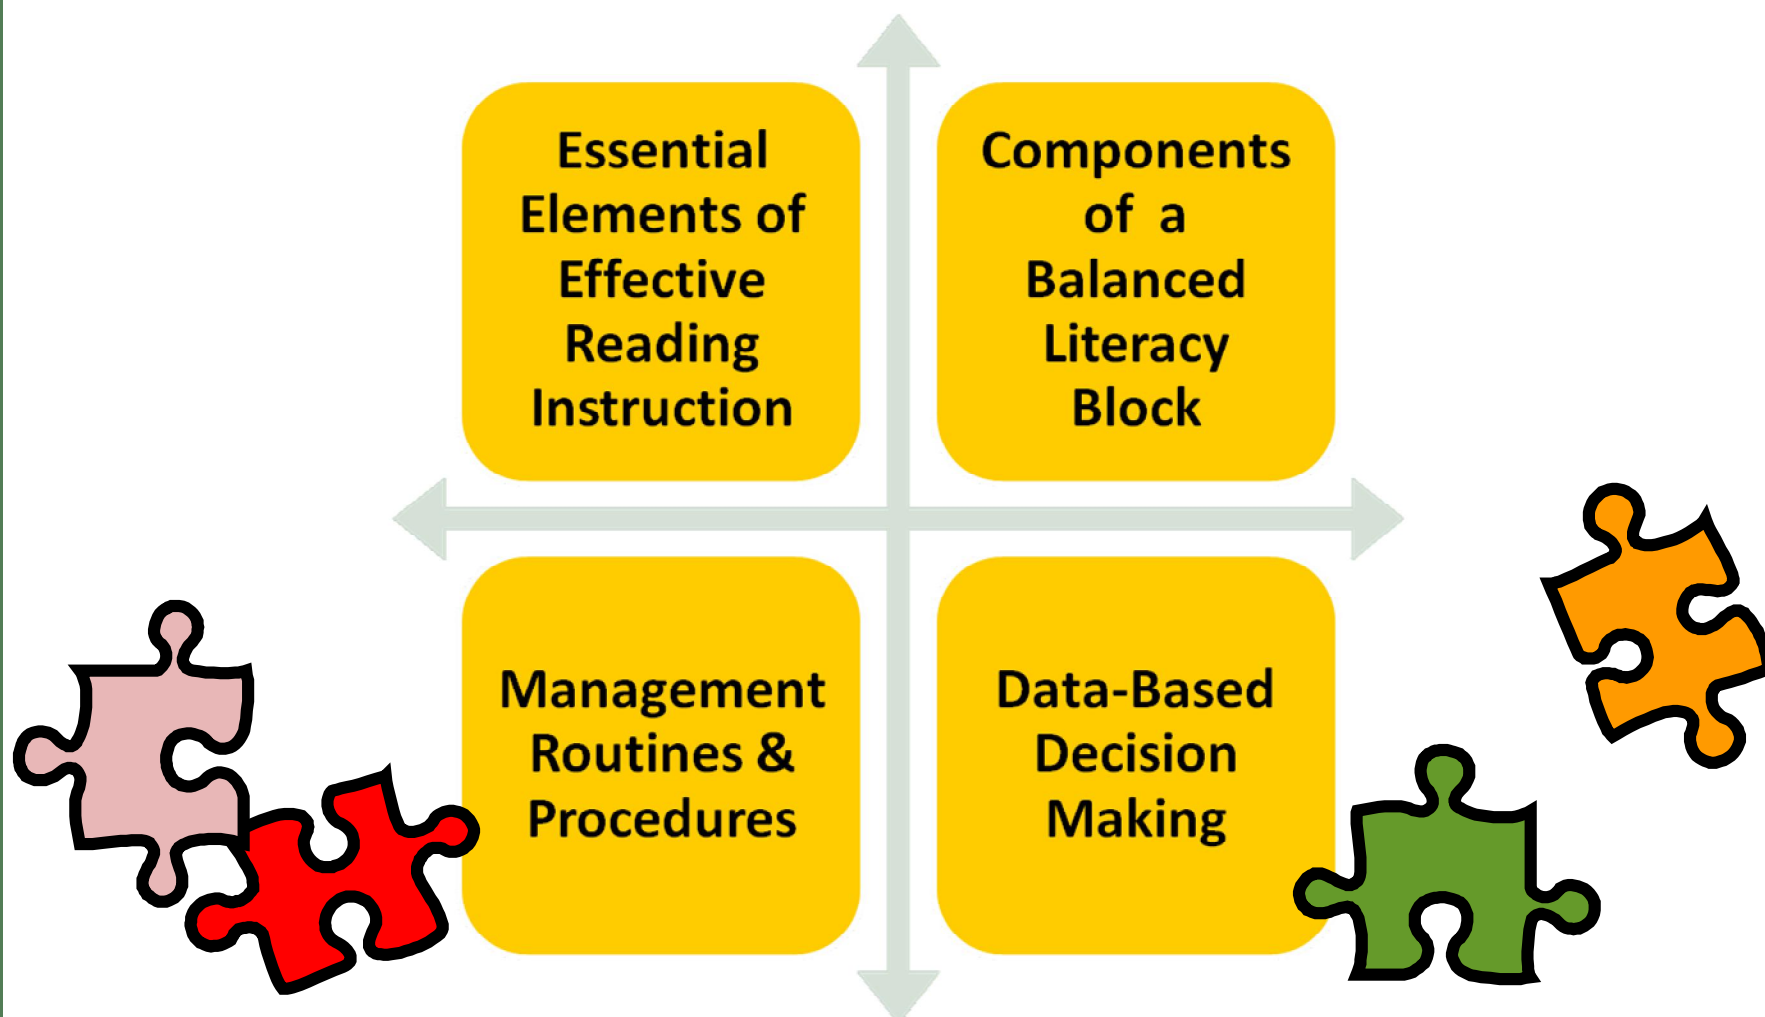 Essential
Elements of
Effective
Reading
Instruction
Components
of a
Balanced
Literacy
Block
Management
Routines &
Procedures
Data-Based
Decision
Making